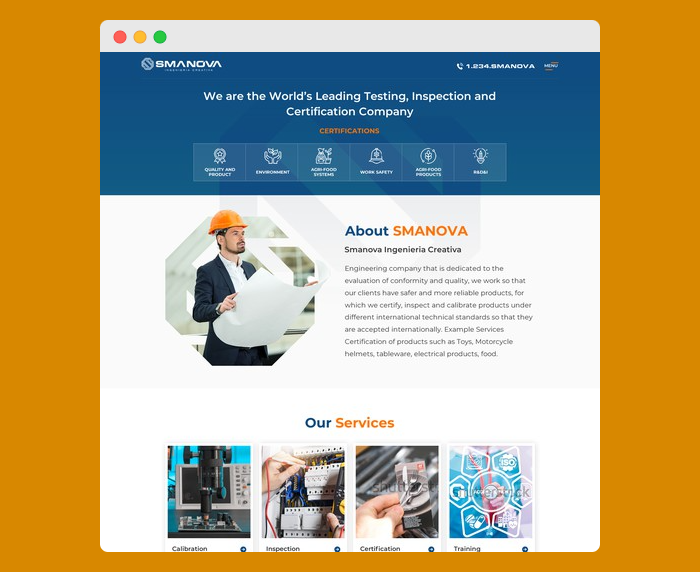 SMANOVA
INGENIERIA CREATIVA
1.234.SMANOVA
MENU
We are the World's Leading Testing, Inspection and
Certification Company
CERTIFICATIONS
QUALITY AND
PRODUCT
ENVIRONMENT
AGRI-FOOD
SYSTEMS
WORK SAFETY
AGRI-FOOD
PRODUCTS
R&D&I
About SMANOVA
Smanova Ingenieria Creativa
Engineering company that is dedicated to the
evaluation of conformity and quality, we work so that
our clients have safer and more reliable products, for
which we certify, inspect and calibrate products under
different international technical standards so that they
are accepted internationally. Example Services
Certification of products such as Toys, Motorcycle
helmets, tableware, electrical products, food.
Our Services
ISO
Calibration
Inspection
Certification
Training